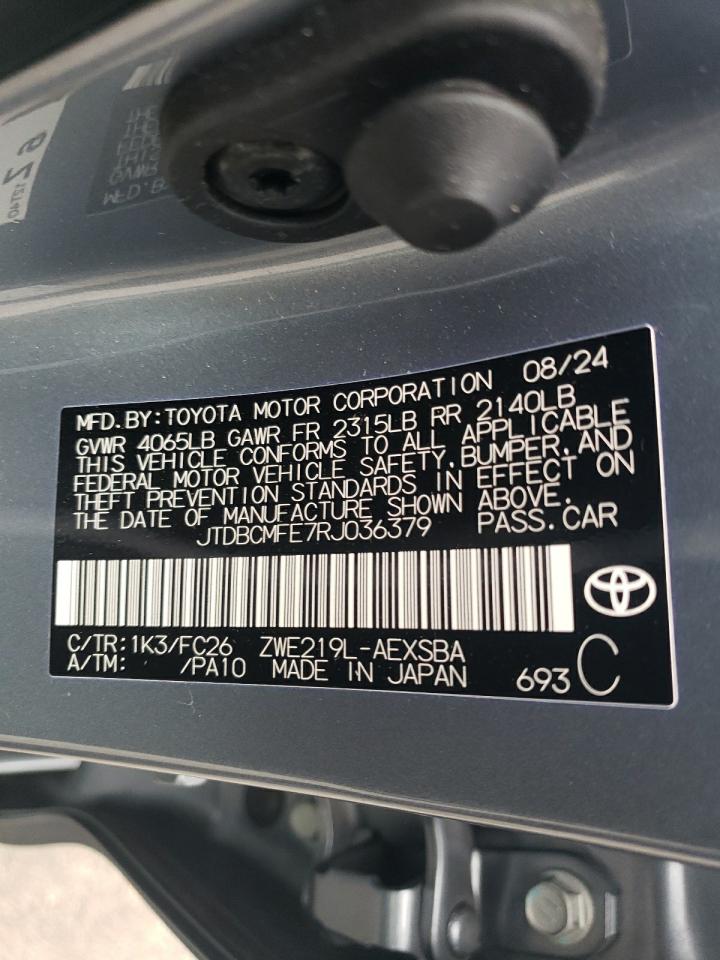 MFD.BY:TOYOTA MOTOR CORPORATION 08/24
GVWR 4065LB GAWR FR 2315LB RR 2140LB
THIS VEHICLE CONFORMS TO ALL APPLICABLE
FEDERAL MOTOR VEHICLE SAFETY,BUMPER,AND
THEFT PREVENTION STANDARDS IN EFFECT ON
THE DATE OF MANUFACTURE SHOWN ABOVE.
JTDBCMFE7RJ036379 PASS.CAR
C/TR:1K3/FC26 ZWE219L-AEXSBA
A/TM: /PA10 MADE IN JAPAN 693 C